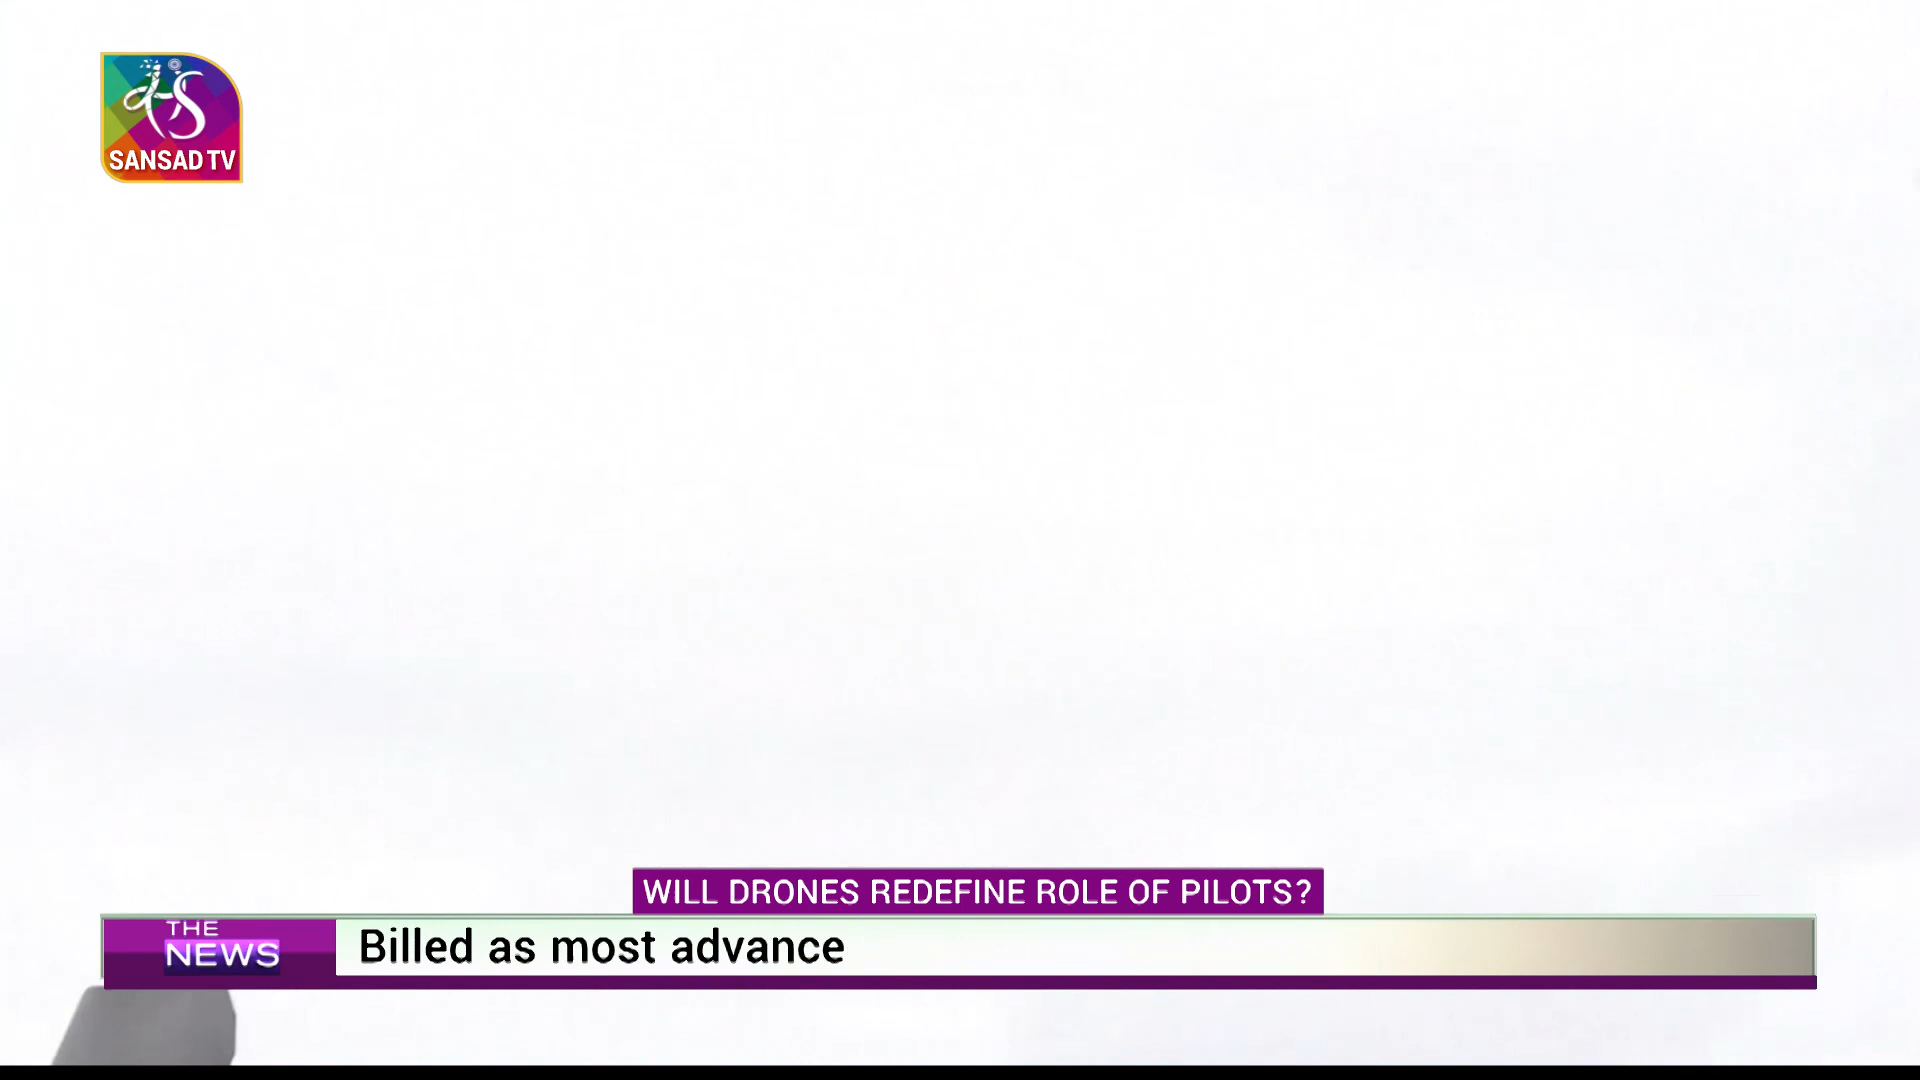 SANSAD TV
WILL DRONES REDEFINE ROLE OF PILOTS?
THE
NEWS
Billed as most advance